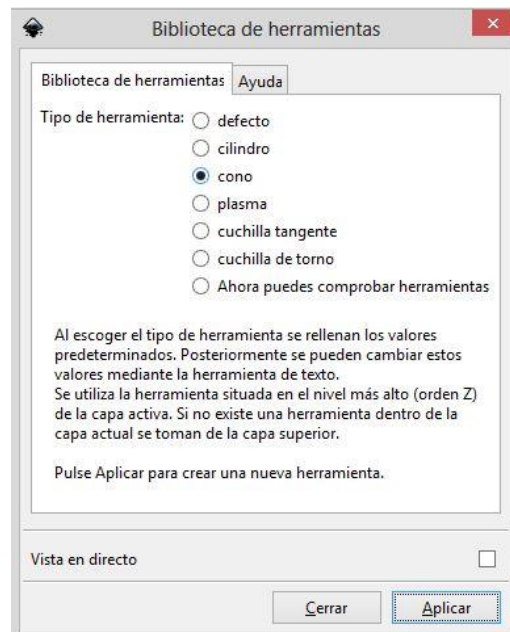 Biblioteca de herramientas
Biblioteca de herramientas Ayuda
Tipo de herramienta: defecto
cilindro
cono
plasma
cuchilla tangente
cuchilla de torno
Ahora puedes comprobar herramientas
Al escoger el tipo de herramienta se rellenan los valores
predeterminados. Posteriormente se pueden cambiar estos
valores mediante la herramienta de texto.
Se utiliza la herramienta situada en el nivel más alto (orden Z)
de la capa activa. Si no existe una herramienta dentro de la
capa actual se toman de la capa superior.
Pulse Aplicar para crear una nueva herramienta.
Vista en directo
Cerrar Aplicar